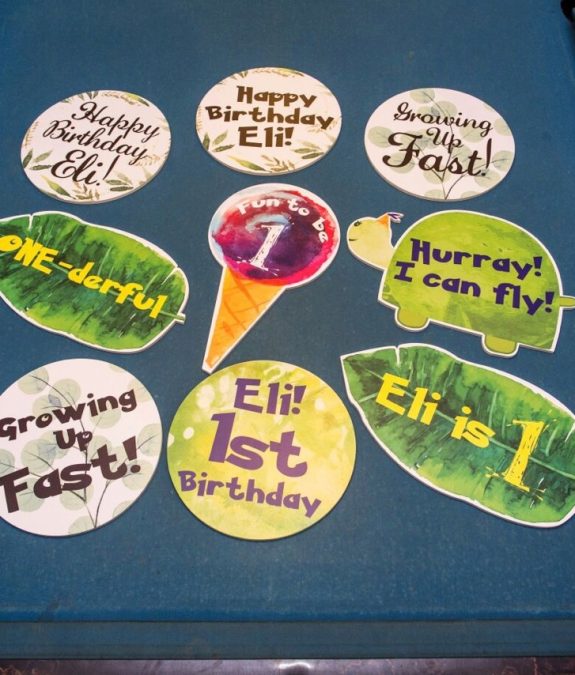 Happy
Birthday
Eli!
Happy
Birthday
Eli!
Growing
Up
Fast!
ONE-derful
Fun to be
1
Hurray!
I can fly!
Growing
Up
Fast!
Eli!
1st
Birthday
Eli is 1